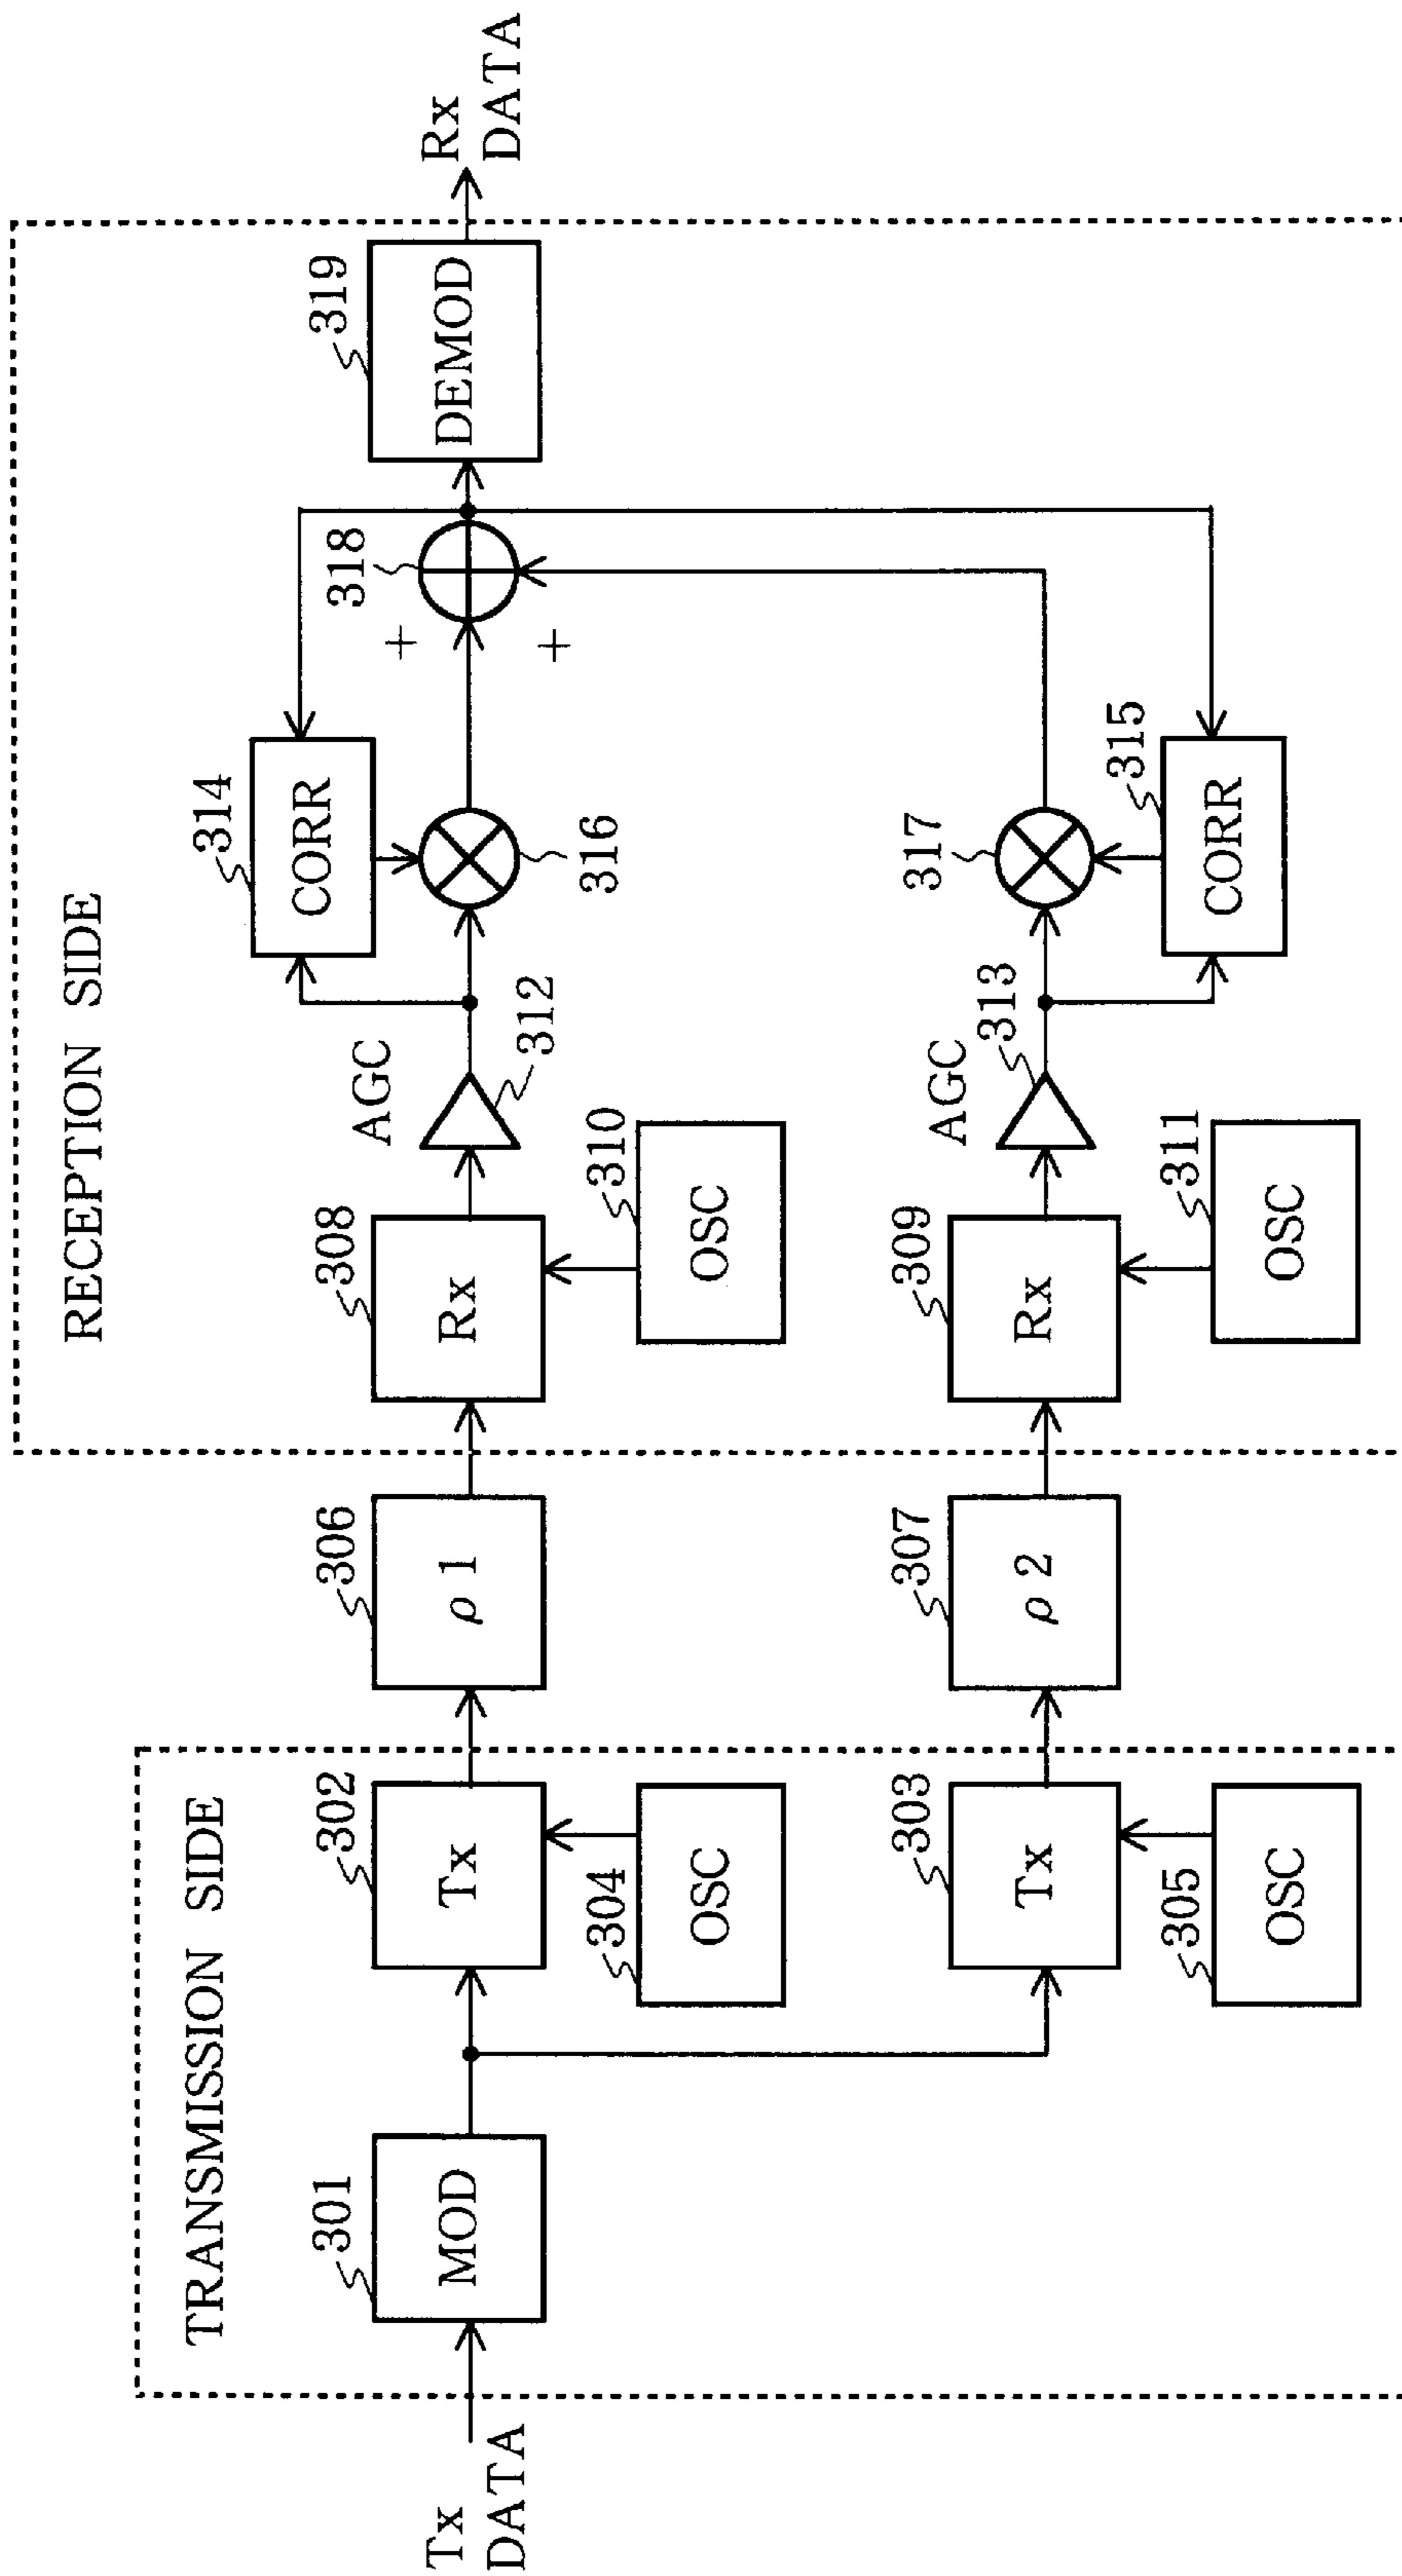 TRANSMISSION SIDE
RECEPTION SIDE
Tx
DATA
301
MOD
302
Tx
304
OSC
303
Tx
305
OSC
306
ρ 1
307
ρ 2
308
Rx
310
OSC
309
Rx
311
OSC
AGC
312
AGC
313
314
CORR
316
317
315
CORR
318
+
+
319
DEMOD
Rx
DATA